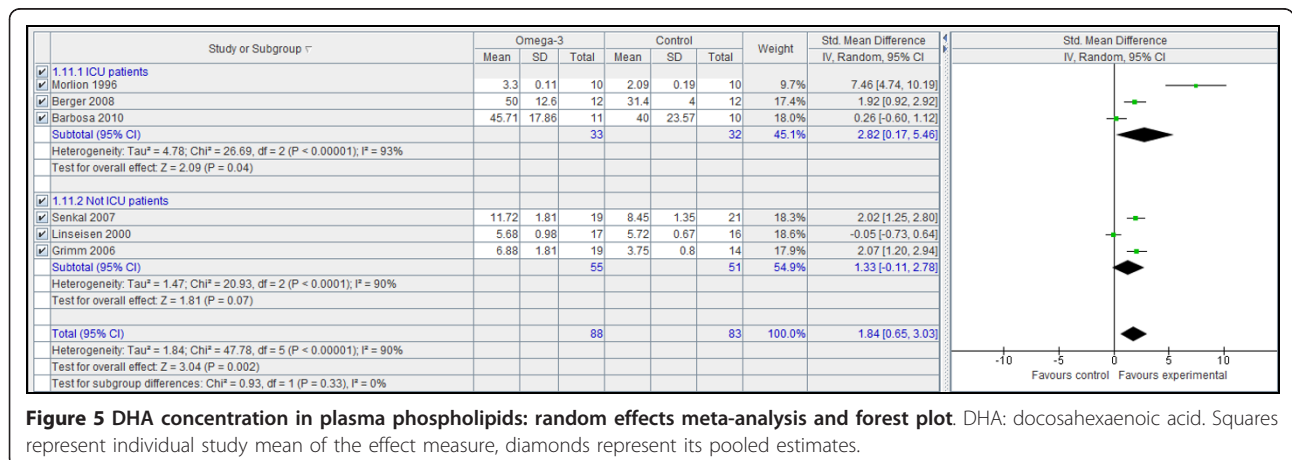 Study or Subgroup Omega-3 Control Weight Std. Mean Difference Std. Mean Difference
Mean SD Total Mean SD Total IV, Random, 95% CI IV, Random, 95% CI
1.11.1 ICU patients
Morlion 1996 3.3 0.11 10 2.09 0.19 10 9.7% 7.46 [4.74, 10.19]
Berger 2008 50 12.6 12 31.4 4 12 17.4% 1.92 [0.92, 2.92]
Barbosa 2010 45.71 17.86 11 40 23.57 10 18.0% 0.26 [-0.60, 1.12]
Subtotal (95% CI) 33 32 45.1% 2.82 [0.17, 5.46]
Heterogeneity: Tau² = 4.78; Chi² = 26.69, df = 2 (P < 0.00001); I² = 93%
Test for overall effect: Z = 2.09 (P = 0.04)
1.11.2 Not ICU patients
Senkal 2007 11.72 1.81 19 8.45 1.35 21 18.3% 2.02 [1.25, 2.80]
Linseisen 2000 5.68 0.98 17 5.72 0.67 16 18.6% -0.05 [-0.73, 0.64]
Grimm 2006 6.88 1.81 19 3.75 0.8 14 17.9% 2.07 [1.20, 2.94]
Subtotal (95% CI) 55 51 54.9% 1.33 [-0.11, 2.78]
Heterogeneity: Tau² = 1.47; Chi² = 20.93, df = 2 (P < 0.0001); I² = 90%
Test for overall effect: Z = 1.81 (P = 0.07)
Total (95% CI) 88 83 100.0% 1.84 [0.65, 3.03]
Heterogeneity: Tau² = 1.84; Chi² = 47.78, df = 5 (P < 0.00001); I² = 90%
Test for overall effect: Z = 3.04 (P = 0.002)
Test for subgroup differences: Chi² = 0.93, df = 1 (P = 0.33), I² = 0%
-10 -5 0 5 10
Favours control Favours experimental
Figure 5 DHA concentration in plasma phospholipids: random effects meta-analysis and forest plot. DHA: docosahexaenoic acid. Squares
represent individual study mean of the effect measure, diamonds represent its pooled estimates.